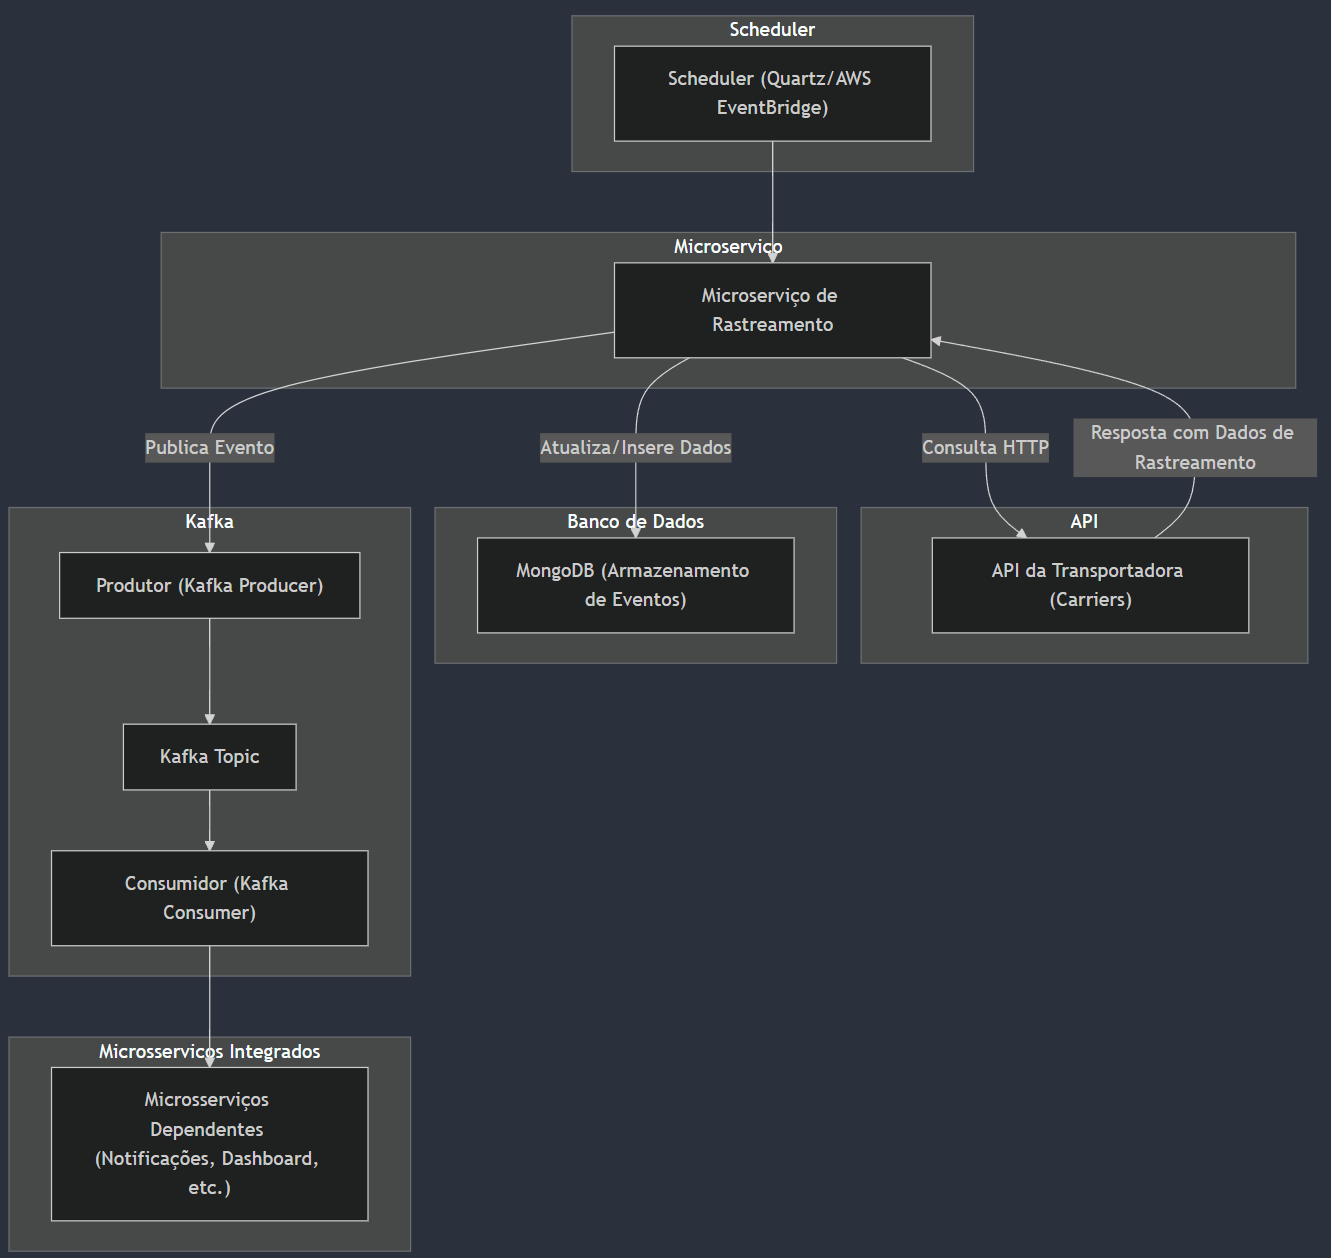 Scheduler
Scheduler (Quartz/AWS
EventBridge)
Microservico
Microserviço de
Rastreamento
Publica Evento
Atualiza/Insere Dados
Consulta HTTP
Resposta com Dados de
Rastreamento
Kafka
Produtor (Kafka Producer)
Kafka Topic
Consumidor (Kafka
Consumer)
Banco de Dados
MongoDB (Armazenamento
de Eventos)
API
API da Transportadora
(Carriers)
Microsservicos Integrados
Microsserviços
Dependentes
(Notificações, Dashboard,
etc.)